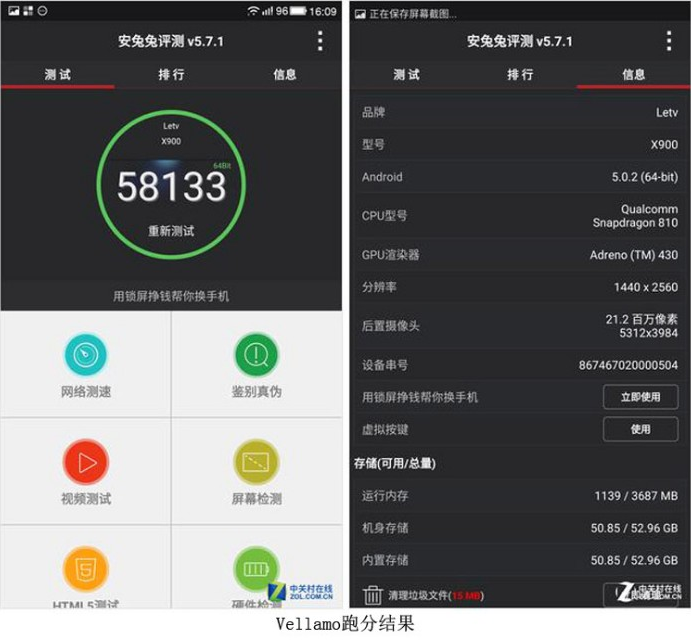 96 16:09
安兔兔评测 v5.7.1
测 试 排 行 信息
Letv
X900
64Bit
58133
重新测试
用锁屏挣钱帮你换手机
网络测速 鉴别真伪
视频测试 屏幕检测
HTML5测试 硬件检测
中关村在线
ZOL.COM.CN
正在保存屏幕截图...
安兔兔评测 v5.7.1
测 试 排 行 信息
品牌 Letv
型号 X900
Android 5.0.2 (64-bit)
CPU型号 Qualcomm
Snapdragon 810
GPU渲染器 Adreno (TM) 430
分辨率 1440 x 2560
后置摄像头 21.2 百万像素
5312x3984
设备串号 867467020000504
用锁屏挣钱帮你换手机 立即使用
虚拟按键 使用
存储(可用/总量)
运行内存 1139 / 3687 MB
机身存储 50.85 / 52.96 GB
内置存储 50.85 / 52.96 GB
清理垃圾文件(15 MB)
中关村在线
ZOL.COM.CN
Vellamo跑分结果